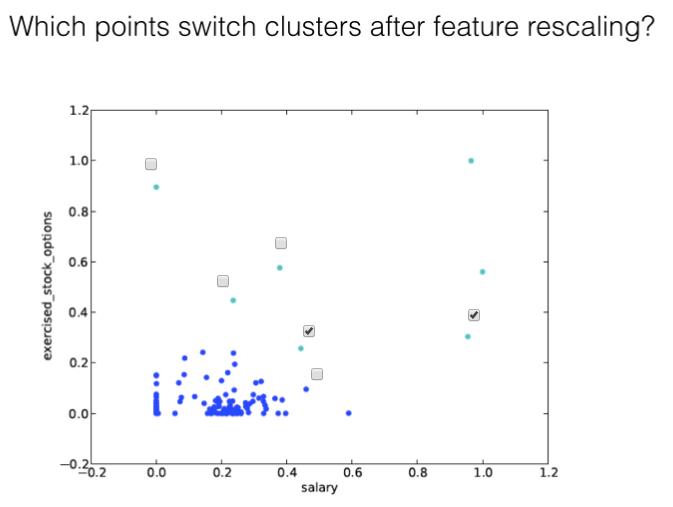 Which points switch clusters after feature rescaling?
1.2
1.0
0.8
0.6
0.4
0.2
0.0
−0.2
exercised_stock_options
−0.2 0.0 0.2 0.4 0.6 0.8 1.0 1.2
salary